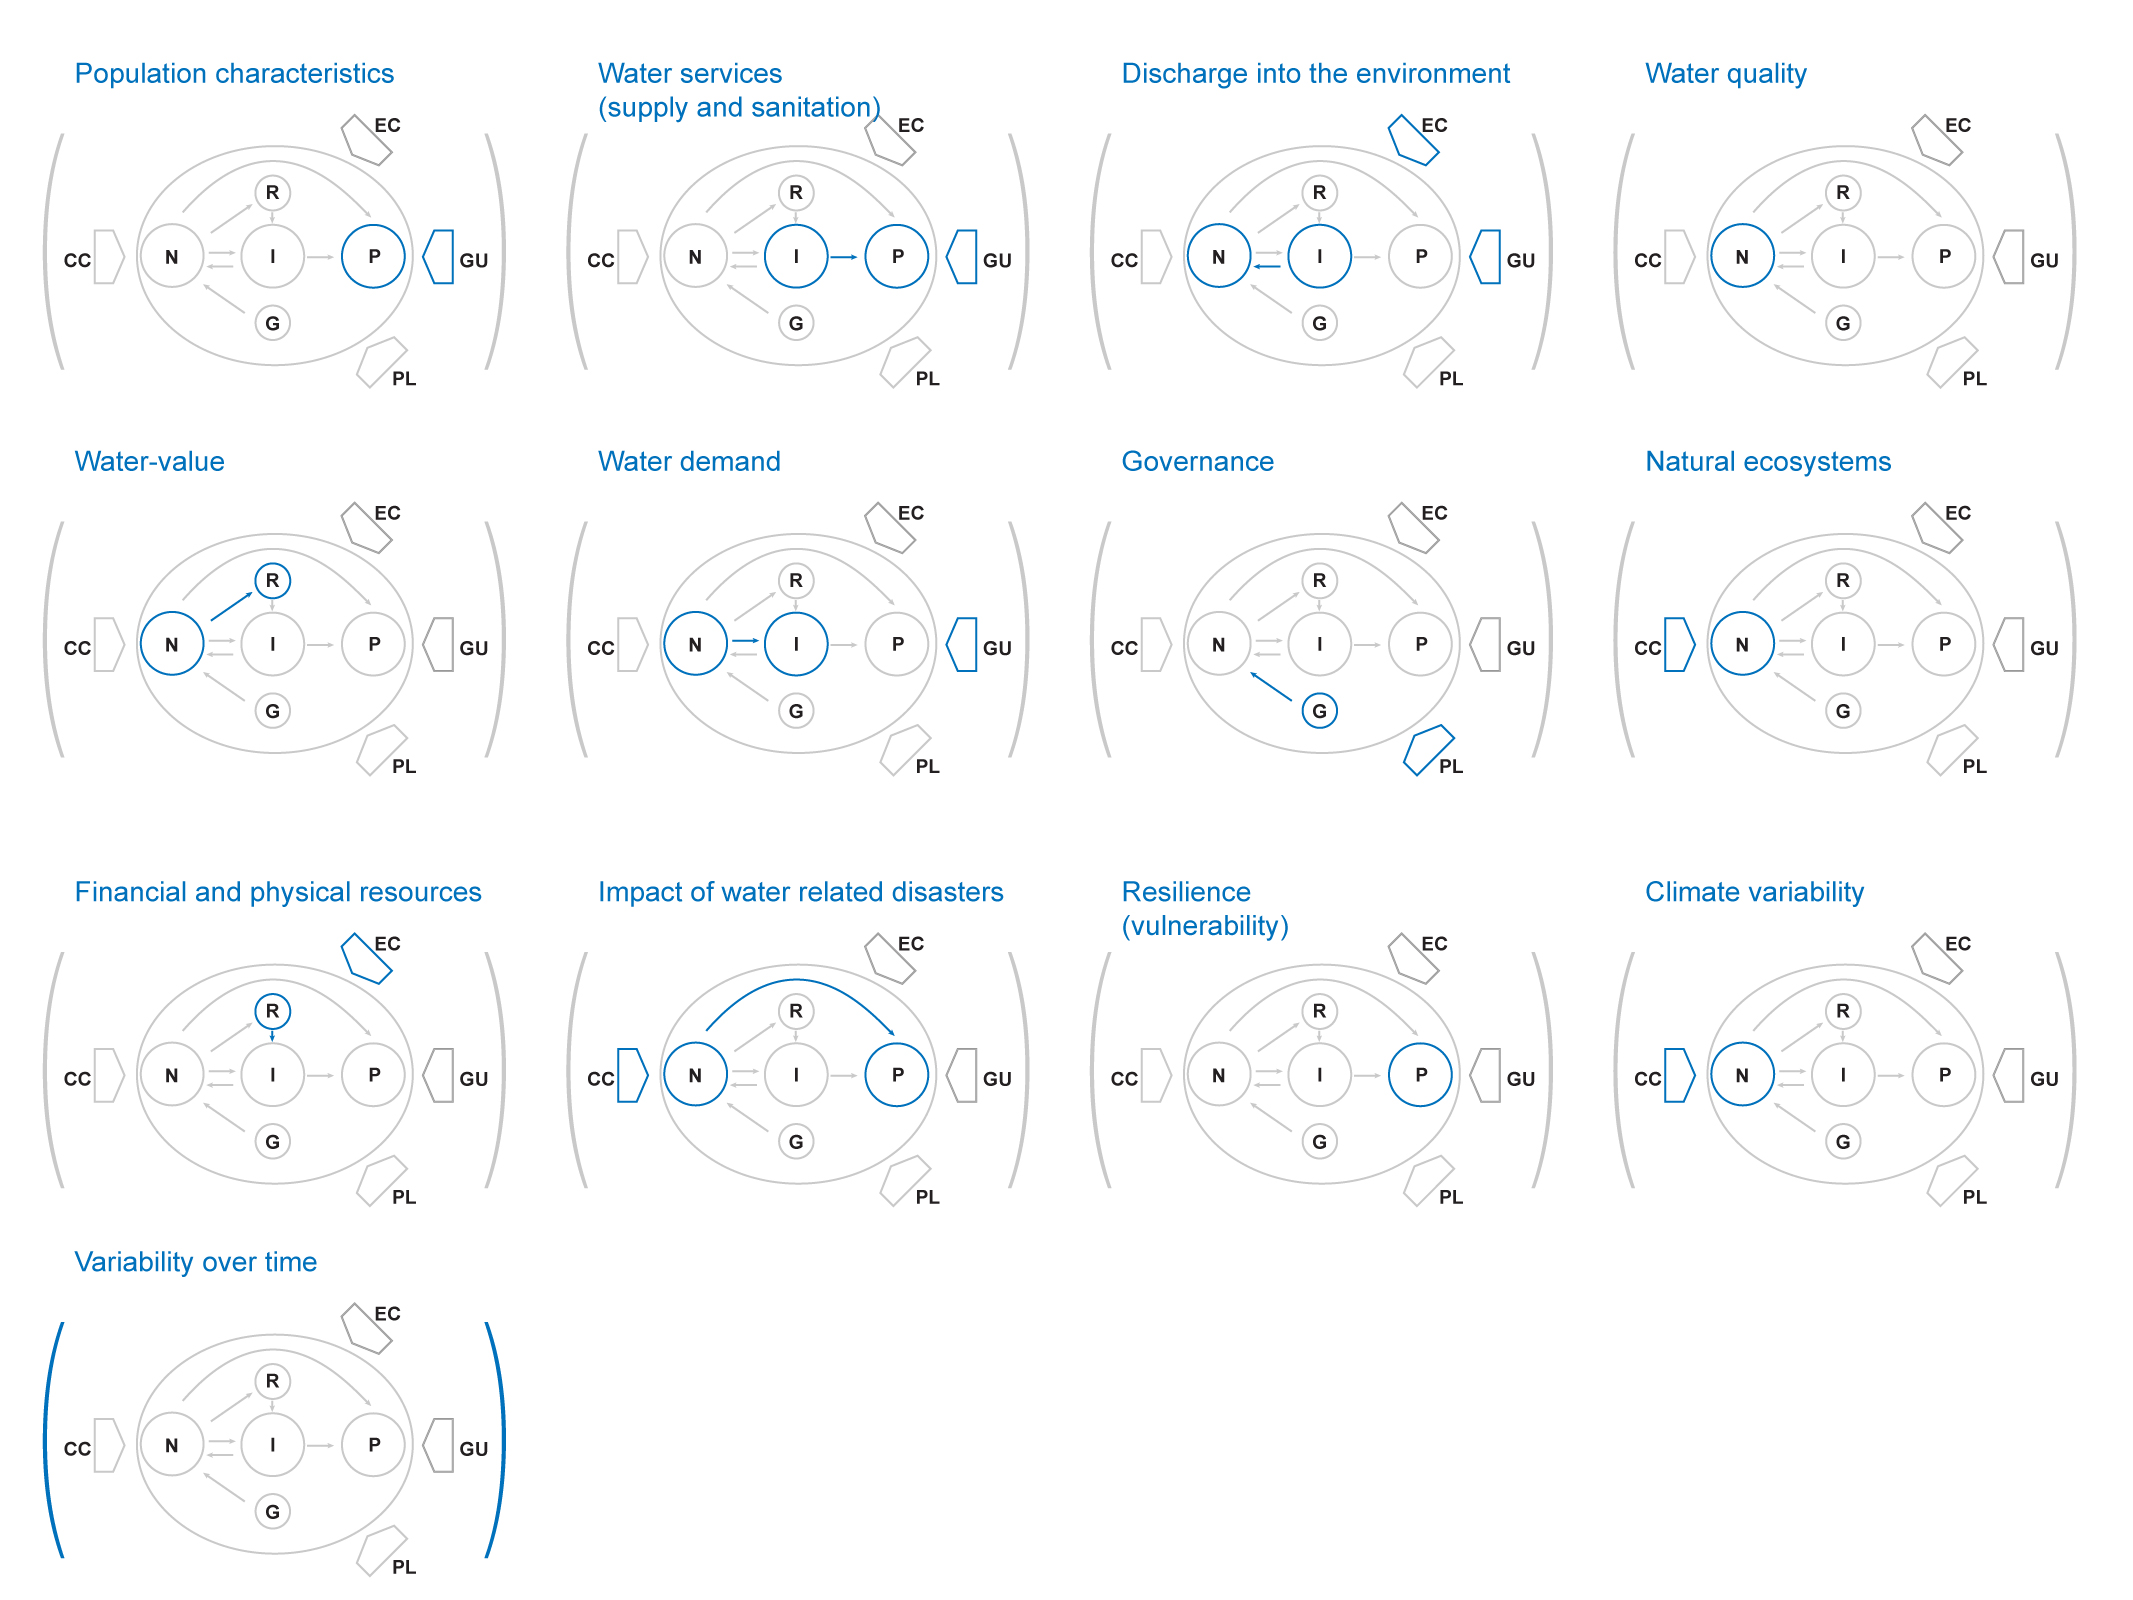 Population characteristics
EC
R
CC
N
I
P
GU
G
PL
Water services
(supply and sanitation)
EC
R
CC
N
I
P
GU
G
PL
Discharge into the environment
EC
R
CC
N
I
P
GU
G
PL
Water quality
EC
R
CC
N
I
P
GU
G
PL
Water-value
EC
R
CC
N
I
P
GU
G
PL
Water demand
EC
R
CC
N
I
P
GU
G
PL
Governance
EC
R
CC
N
I
P
GU
G
PL
Natural ecosystems
EC
R
CC
N
I
P
GU
G
PL
Financial and physical resources
EC
R
CC
N
I
P
GU
G
PL
Impact of water related disasters
EC
R
CC
N
I
P
GU
G
PL
Resilience
(vulnerability)
EC
R
CC
N
I
P
GU
G
PL
Climate variability
EC
R
CC
N
I
P
GU
G
PL
Variability over time
EC
R
CC
N
I
P
GU
G
PL